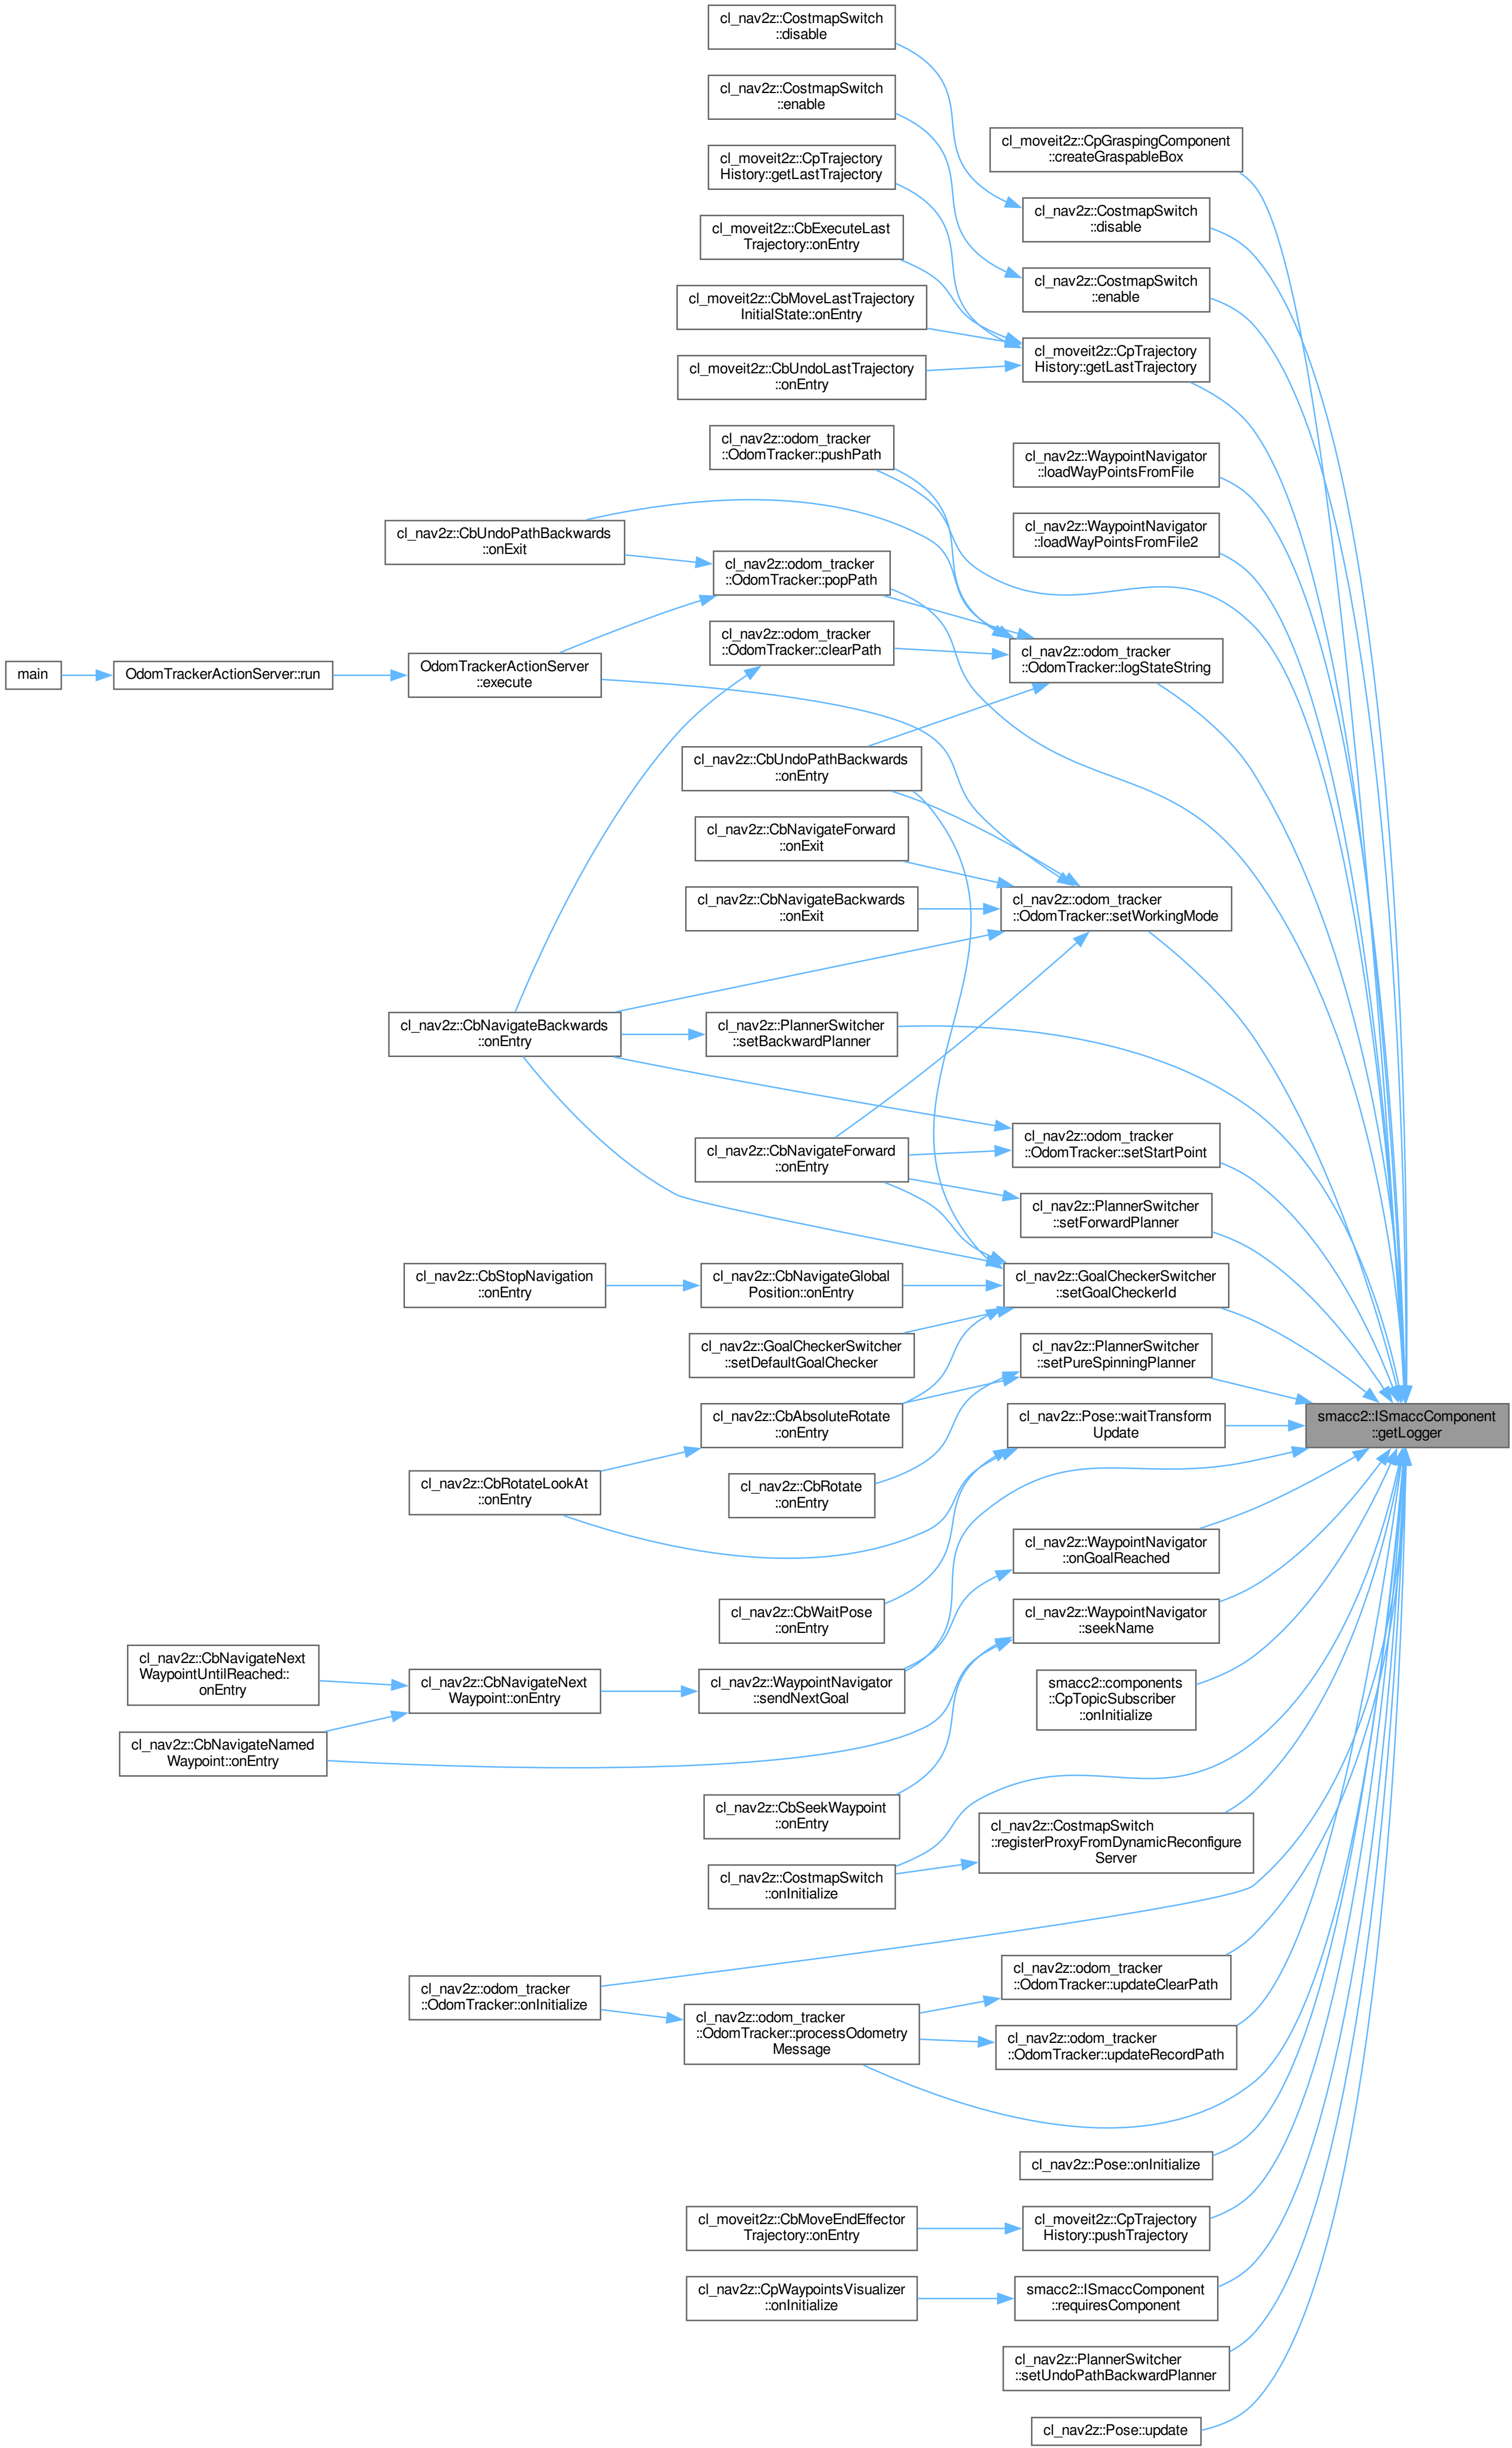 cl_nav2z::CostmapSwitch
::disable
cl_nav2z::CostmapSwitch
::enable
cl_moveit2z::CpTrajectory
History::getLastTrajectory
cl_moveit2z::CbExecuteLast
Trajectory::onEntry
cl_moveit2z::CbMoveLastTrajectory
InitialState::onEntry
cl_moveit2z::CbUndoLastTrajectory
::onEntry
cl_moveit2z::CpGraspingComponent
::createGraspableBox
cl_nav2z::CostmapSwitch
::disable
cl_nav2z::CostmapSwitch
::enable
cl_moveit2z::CpTrajectory
History::getLastTrajectory
cl_nav2z::odom_tracker
::OdomTracker::pushPath
cl_nav2z::WaypointNavigator
::loadWayPointsFromFile
cl_nav2z::WaypointNavigator
::loadWayPointsFromFile2
cl_nav2z::CbUndoPathBackwards
::onExit
cl_nav2z::odom_tracker
::OdomTracker::popPath
cl_nav2z::odom_tracker
::OdomTracker::clearPath
cl_nav2z::odom_tracker
::OdomTracker::logStateString
main
OdomTrackerActionServer::run
OdomTrackerActionServer
::execute
cl_nav2z::CbUndoPathBackwards
::onEntry
cl_nav2z::CbNavigateForward
::onExit
cl_nav2z::CbNavigateBackwards
::onExit
cl_nav2z::odom_tracker
::OdomTracker::setWorkingMode
cl_nav2z::CbNavigateBackwards
::onEntry
cl_nav2z::PlannerSwitcher
::setBackwardPlanner
cl_nav2z::CbNavigateForward
::onEntry
cl_nav2z::odom_tracker
::OdomTracker::setStartPoint
cl_nav2z::PlannerSwitcher
::setForwardPlanner
cl_nav2z::CbStopNavigation
::onEntry
cl_nav2z::CbNavigateGlobal
Position::onEntry
cl_nav2z::GoalCheckerSwitcher
::setGoalCheckerId
cl_nav2z::GoalCheckerSwitcher
::setDefaultGoalChecker
cl_nav2z::PlannerSwitcher
::setPureSpinningPlanner
cl_nav2z::CbAbsoluteRotate
::onEntry
cl_nav2z::Pose::waitTransform
Update
smacc2::ISmaccComponent
::getLogger
cl_nav2z::CbRotateLookAt
::onEntry
cl_nav2z::CbRotate
::onEntry
cl_nav2z::WaypointNavigator
::onGoalReached
cl_nav2z::CbWaitPose
::onEntry
cl_nav2z::WaypointNavigator
::seekName
cl_nav2z::CbNavigateNext
WaypointUntilReached::
onEntry
cl_nav2z::CbNavigateNext
Waypoint::onEntry
cl_nav2z::WaypointNavigator
::sendNextGoal
smacc2::components
::CpTopicSubscriber
::onInitialize
cl_nav2z::CbNavigateNamed
Waypoint::onEntry
cl_nav2z::CbSeekWaypoint
::onEntry
cl_nav2z::CostmapSwitch
::registerProxyFromDynamicReconfigure
Server
cl_nav2z::CostmapSwitch
::onInitialize
cl_nav2z::odom_tracker
::OdomTracker::updateClearPath
cl_nav2z::odom_tracker
::OdomTracker::onInitialize
cl_nav2z::odom_tracker
::OdomTracker::processOdometry
Message
cl_nav2z::odom_tracker
::OdomTracker::updateRecordPath
cl_nav2z::Pose::onInitialize
cl_moveit2z::CbMoveEndEffector
Trajectory::onEntry
cl_moveit2z::CpTrajectory
History::pushTrajectory
cl_nav2z::CpWaypointsVisualizer
::onInitialize
smacc2::ISmaccComponent
::requiresComponent
cl_nav2z::PlannerSwitcher
::setUndoPathBackwardPlanner
cl_nav2z::Pose::update